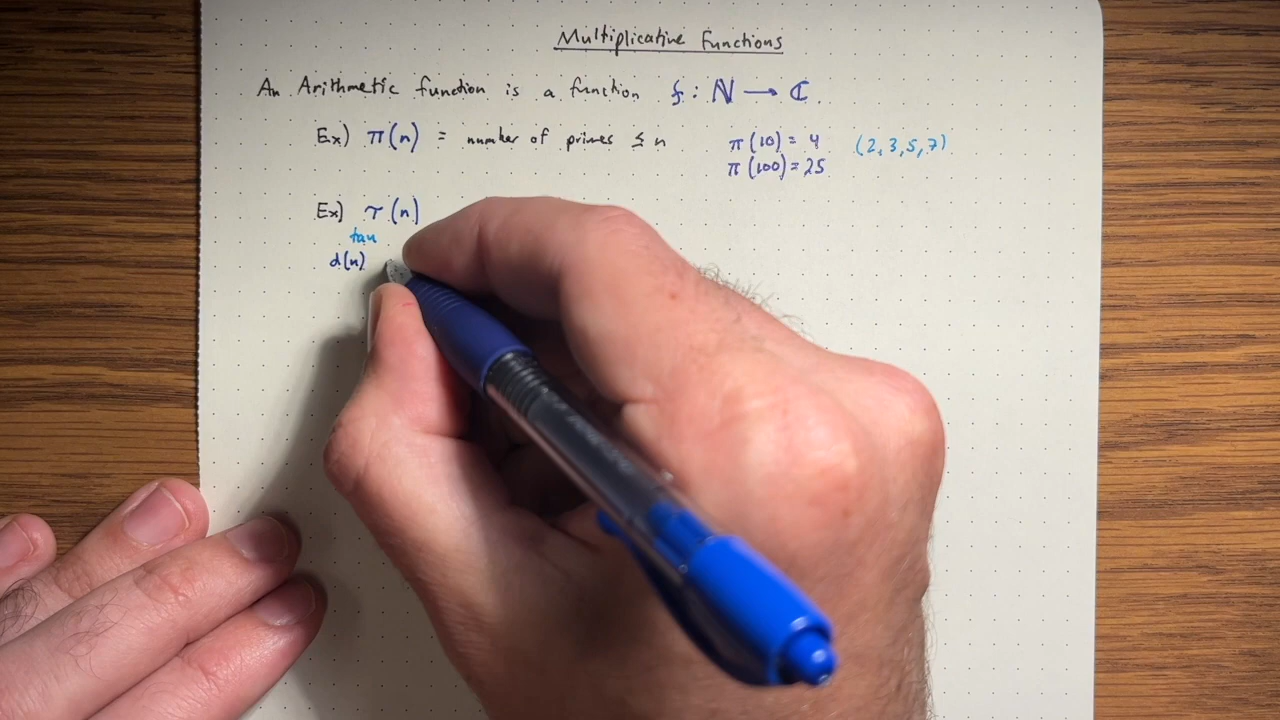 Multiplicative Functions
An Arithmetic function is a function f : ℕ → ℂ
Ex) π(n) = number of primes ≤ n π(10) = 4 (2,3,5,7)
π(100) = 25
Ex) τ(n)
tau
d(n)